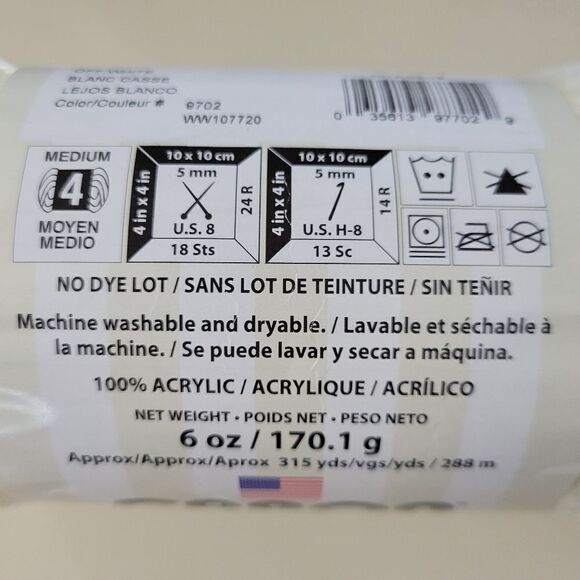 OFF WHITE
BLANC CASSE
LEJOS BLANCO
Color/Couleur # 9702
WW107720
0 35613 97702 9
MEDIUM
4
MOYEN
MEDIO
10 x 10 cm
4 in x 4 in
5 mm
24 R
U.S. 8
18 Sts
10 x 10 cm
4 in x 4 in
5 mm
14 R
U.S. H-8
13 Sc
NO DYE LOT / SANS LOT DE TEINTURE / SIN TEÑIR
Machine washable and dryable. / Lavable et séchable à
la machine. / Se puede lavar y secar a máquina.
100% ACRYLIC / ACRYLIQUE / ACRÍLICO
NET WEIGHT • POIDS NET • PESO NETO
6 oz / 170.1 g
Approx/Approx/Aprox 315 yds/vgs/yds / 288 m